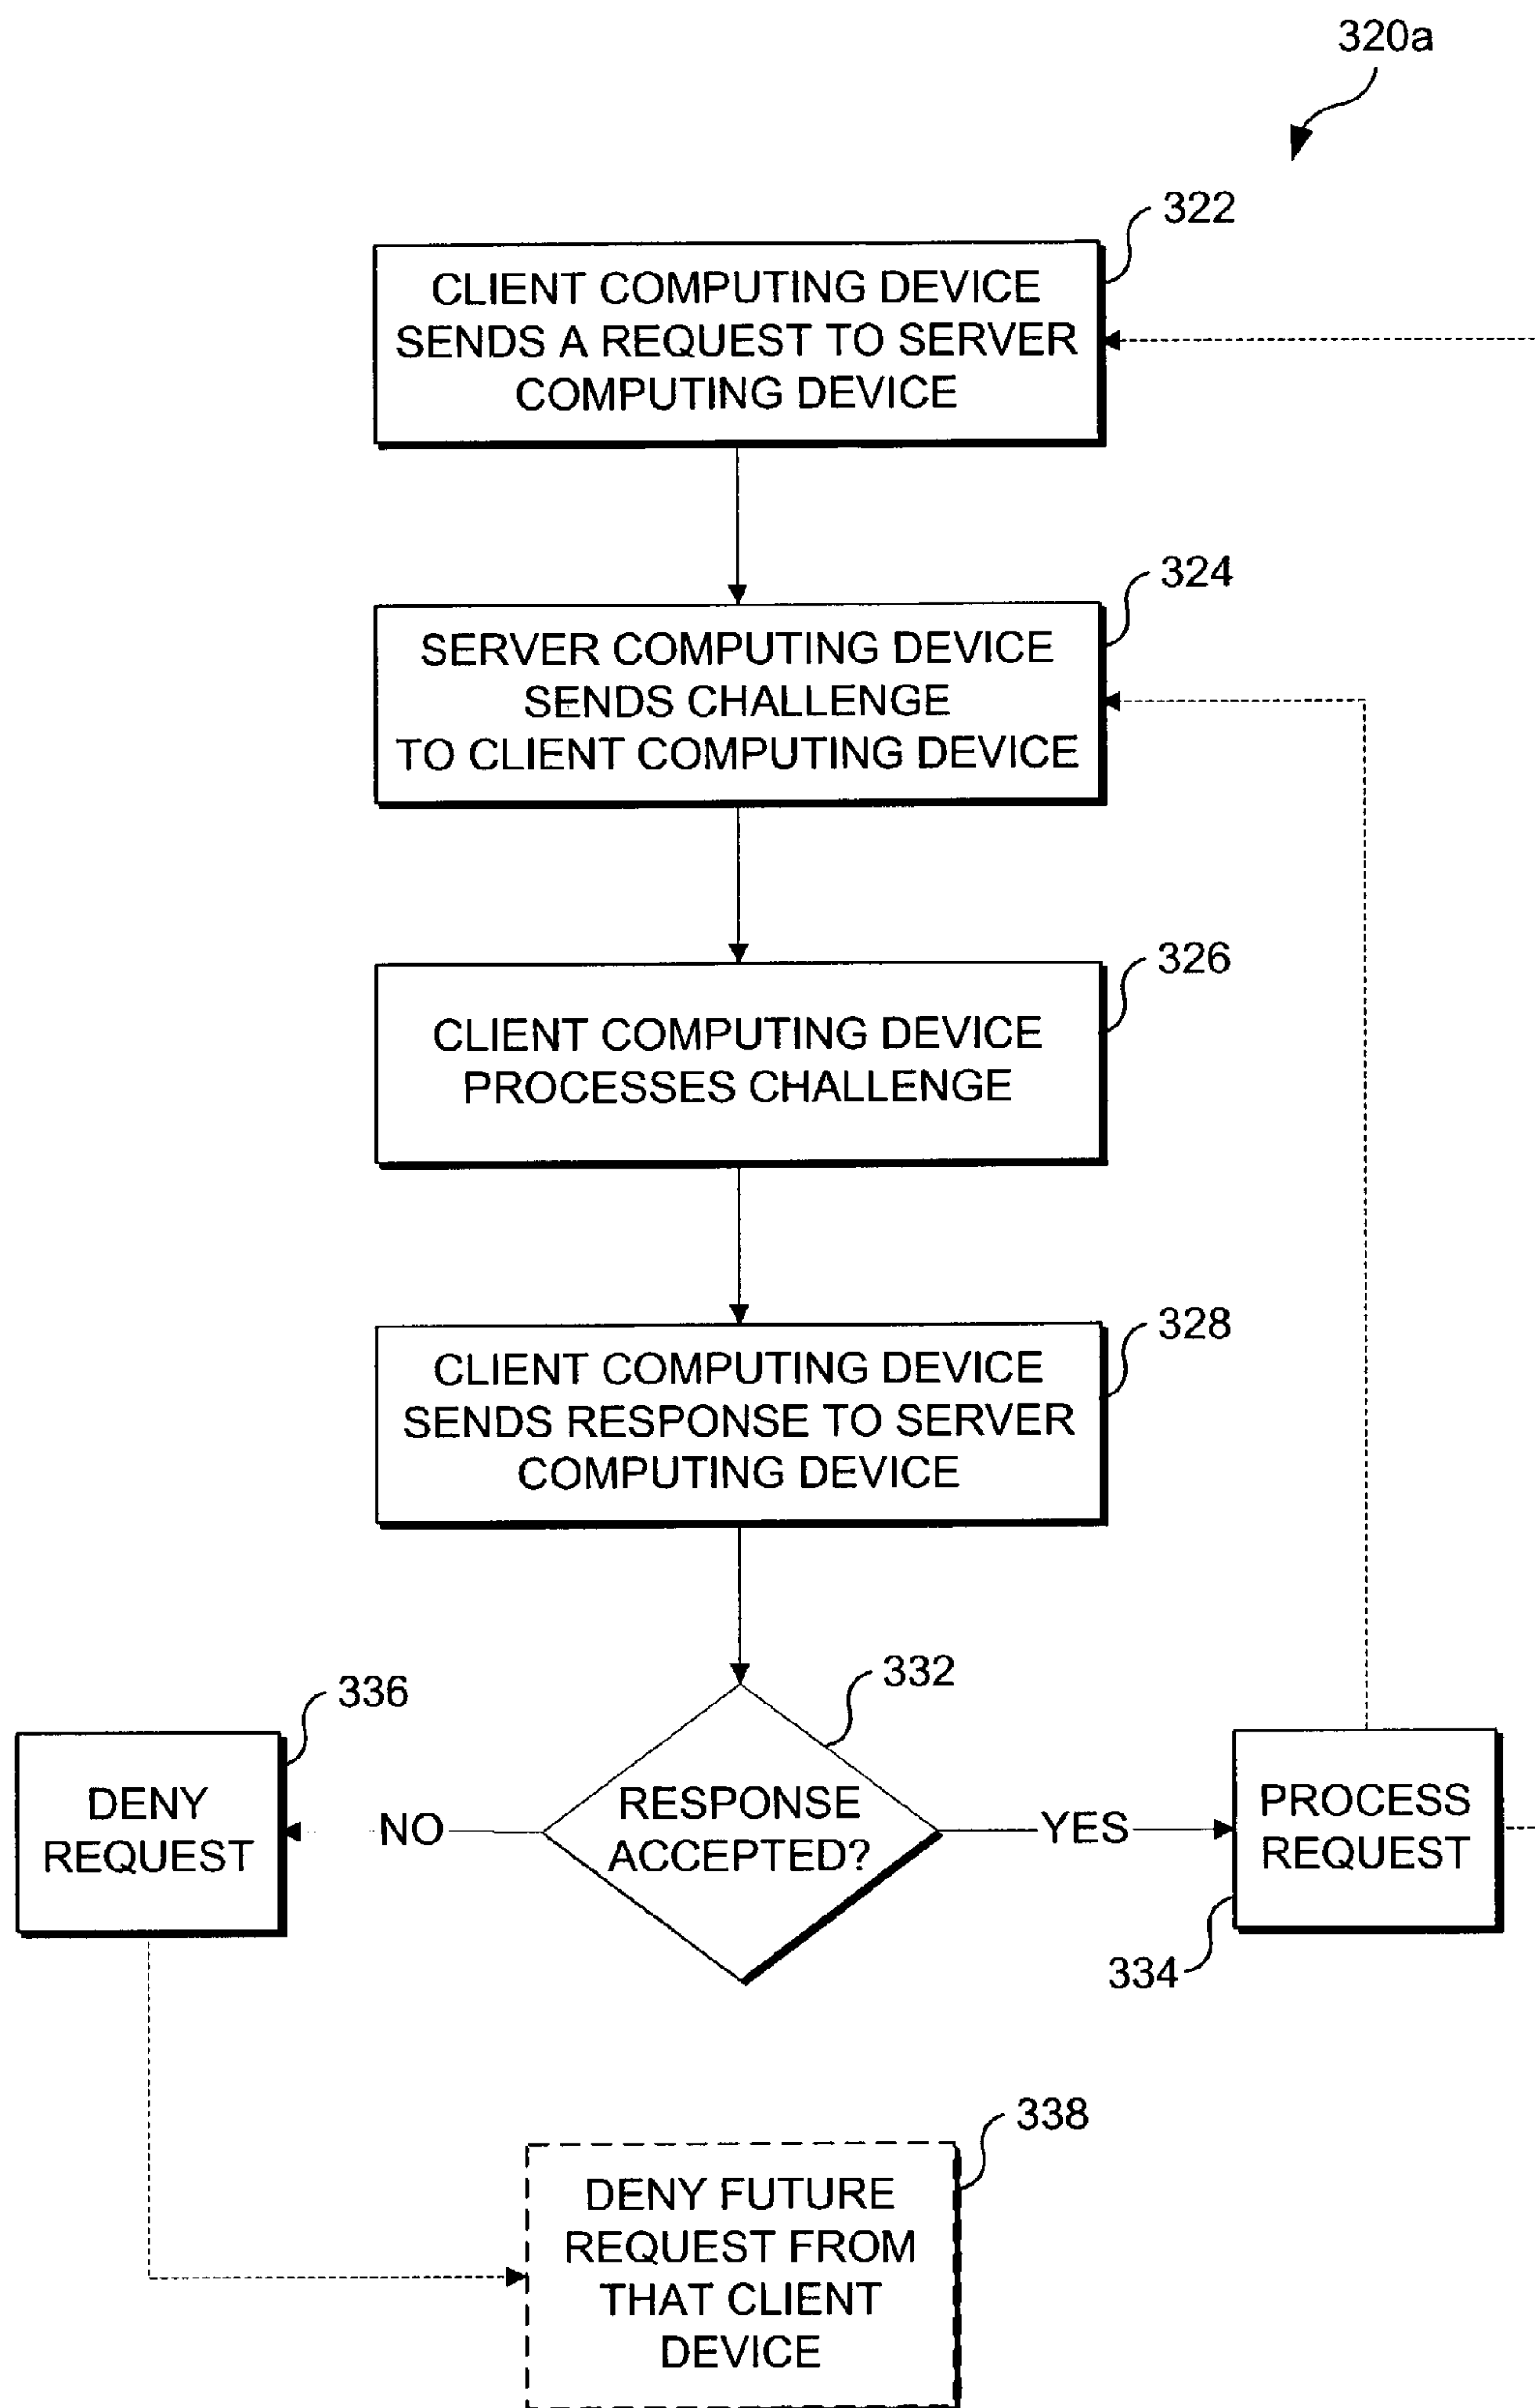 320a
322
CLIENT COMPUTING DEVICE
SENDS A REQUEST TO SERVER
COMPUTING DEVICE
324
SERVER COMPUTING DEVICE
SENDS CHALLENGE
TO CLIENT COMPUTING DEVICE
326
CLIENT COMPUTING DEVICE
PROCESSES CHALLENGE
328
CLIENT COMPUTING DEVICE
SENDS RESPONSE TO SERVER
COMPUTING DEVICE
336
DENY
REQUEST
NO
332
RESPONSE
ACCEPTED?
YES
PROCESS
REQUEST
334
338
DENY FUTURE
REQUEST FROM
THAT CLIENT
DEVICE